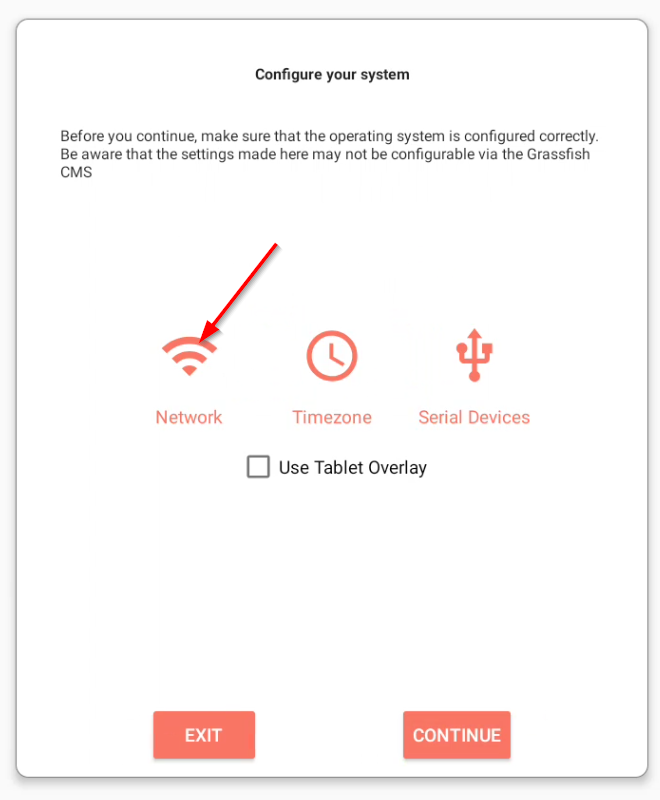 Configure your system
Before you continue, make sure that the operating system is configured correctly.
Be aware that the settings made here may not be configurable via the Grassfish
CMS
Network
Timezone
Serial Devices
Use Tablet Overlay
EXIT
CONTINUE